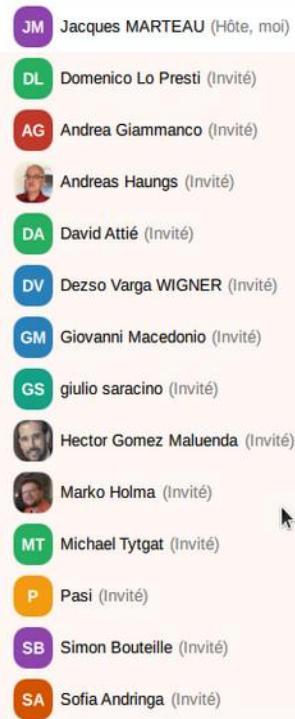 JM Jacques MARTEAU (Hôte, moi)
DL Domenico Lo Presti (Invité)
AG Andrea Giammanco (Invité)
Andreas Haungs (Invité)
DA David Attié (Invité)
DV Dezso Varga WIGNER (Invité)
GM Giovanni Macedonio (Invité)
GS giulio saracino (Invité)
Hector Gomez Maluenda (Invité)
Marko Holma (Invité)
MT Michael Tytgat (Invité)
P Pasi (Invité)
SB Simon Bouteille (Invité)
SA Sofia Andringa (Invité)